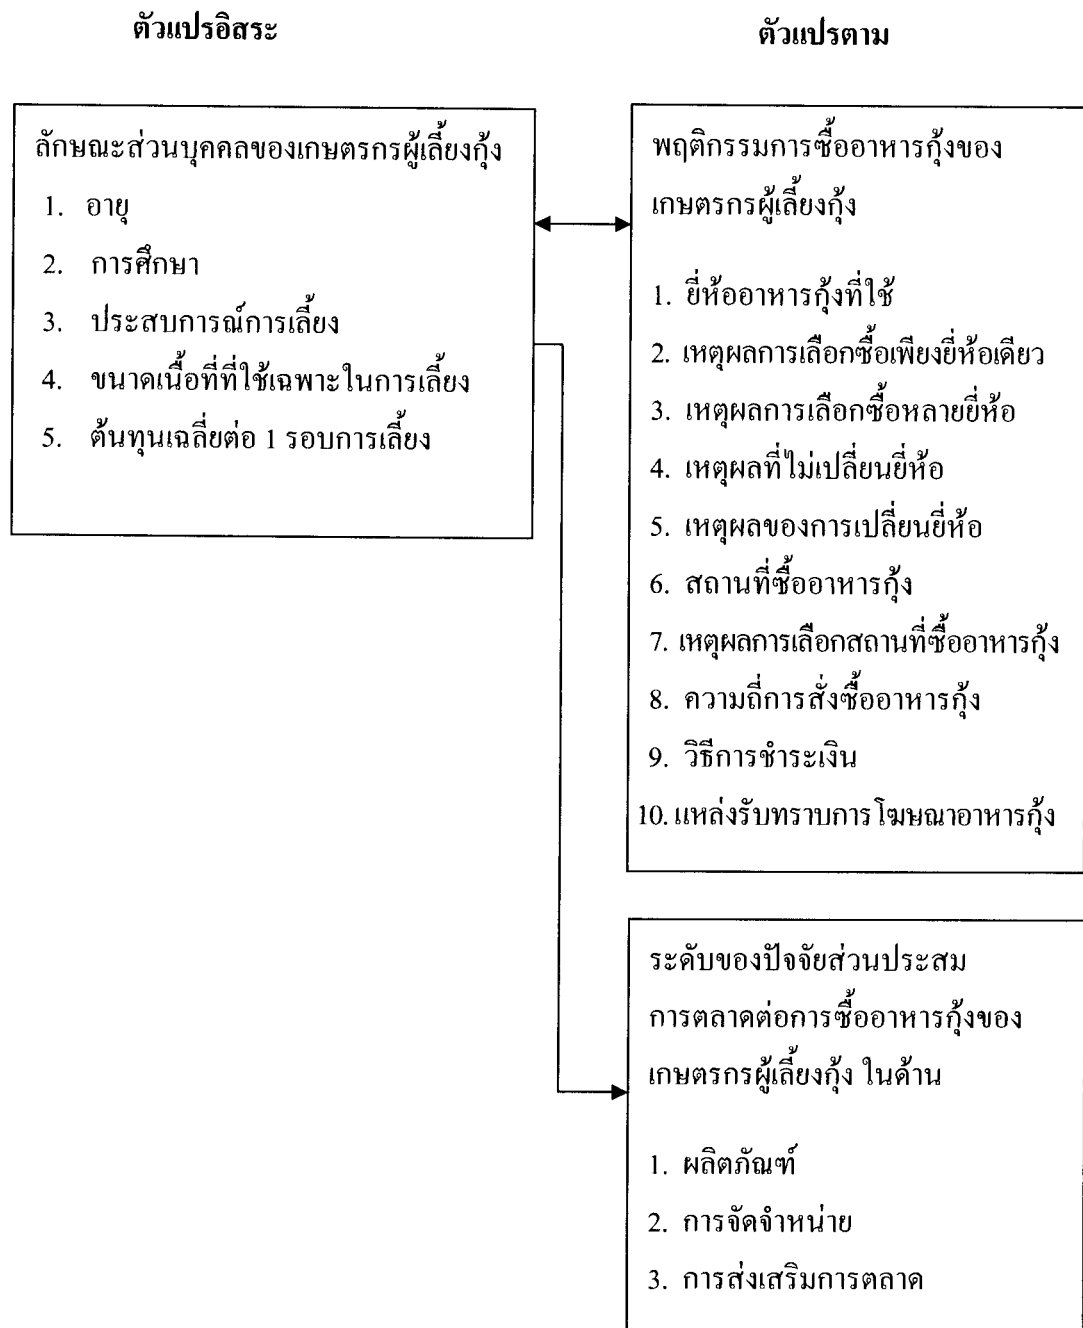 ตัวแปรอิสระ
ตัวแปรตาม
ลักษณะส่วนบุคคลของเกษตรกรผู้เลี้ยงกุ้ง
1. อายุ
2. การศึกษา
3. ประสบการณ์การเลี้ยง
4. ขนาดเนื้อที่ที่ใช้เฉพาะในการเลี้ยง
5. ต้นทุนเฉลี่ยต่อ 1 รอบการเลี้ยง
พฤติกรรมการซื้ออาหารกุ้งของ
เกษตรกรผู้เลี้ยงกุ้ง
1. ยี่ห้ออาหารกุ้งที่ใช้
2. เหตุผลการเลือกซื้อเพียงยี่ห้อเดียว
3. เหตุผลการเลือกซื้อหลายยี่ห้อ
4. เหตุผลที่ไม่เปลี่ยนยี่ห้อ
5. เหตุผลของการเปลี่ยนยี่ห้อ
6. สถานที่ซื้ออาหารกุ้ง
7. เหตุผลการเลือกสถานที่ซื้ออาหารกุ้ง
8. ความถี่การสั่งซื้ออาหารกุ้ง
9. วิธีการชำระเงิน
10. แหล่งรับทราบการโฆษณาอาหารกุ้ง
ระดับของปัจจัยส่วนประสม
การตลาดต่อการซื้ออาหารกุ้งของ
เกษตรกรผู้เลี้ยงกุ้ง ในด้าน
1. ผลิตภัณฑ์
2. การจัดจำหน่าย
3. การส่งเสริมการตลาด